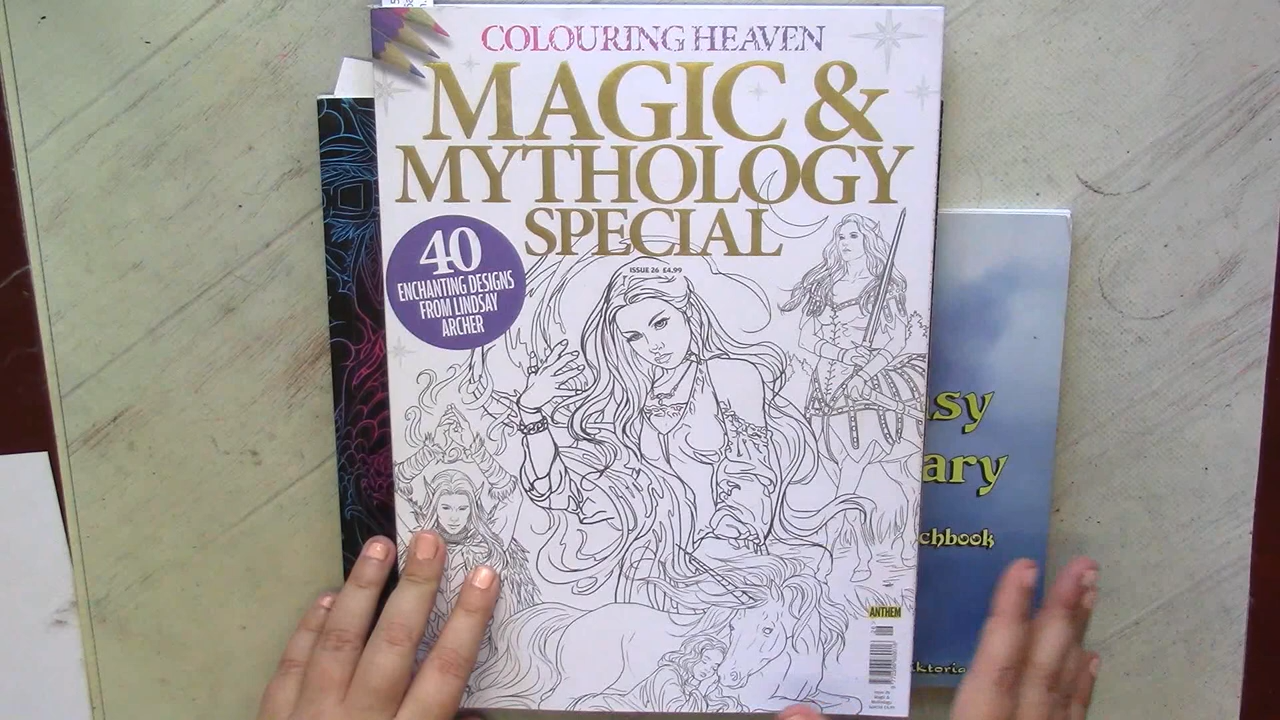 COLOURING HEAVEN
MAGIC &
MYTHOLOGY
SPECIAL
ISSUE 26 £4.99
40
ENCHANTING DESIGNS
FROM LINDSAY
ARCHER
sy
ary
chbook
ANTHEM
ktoria